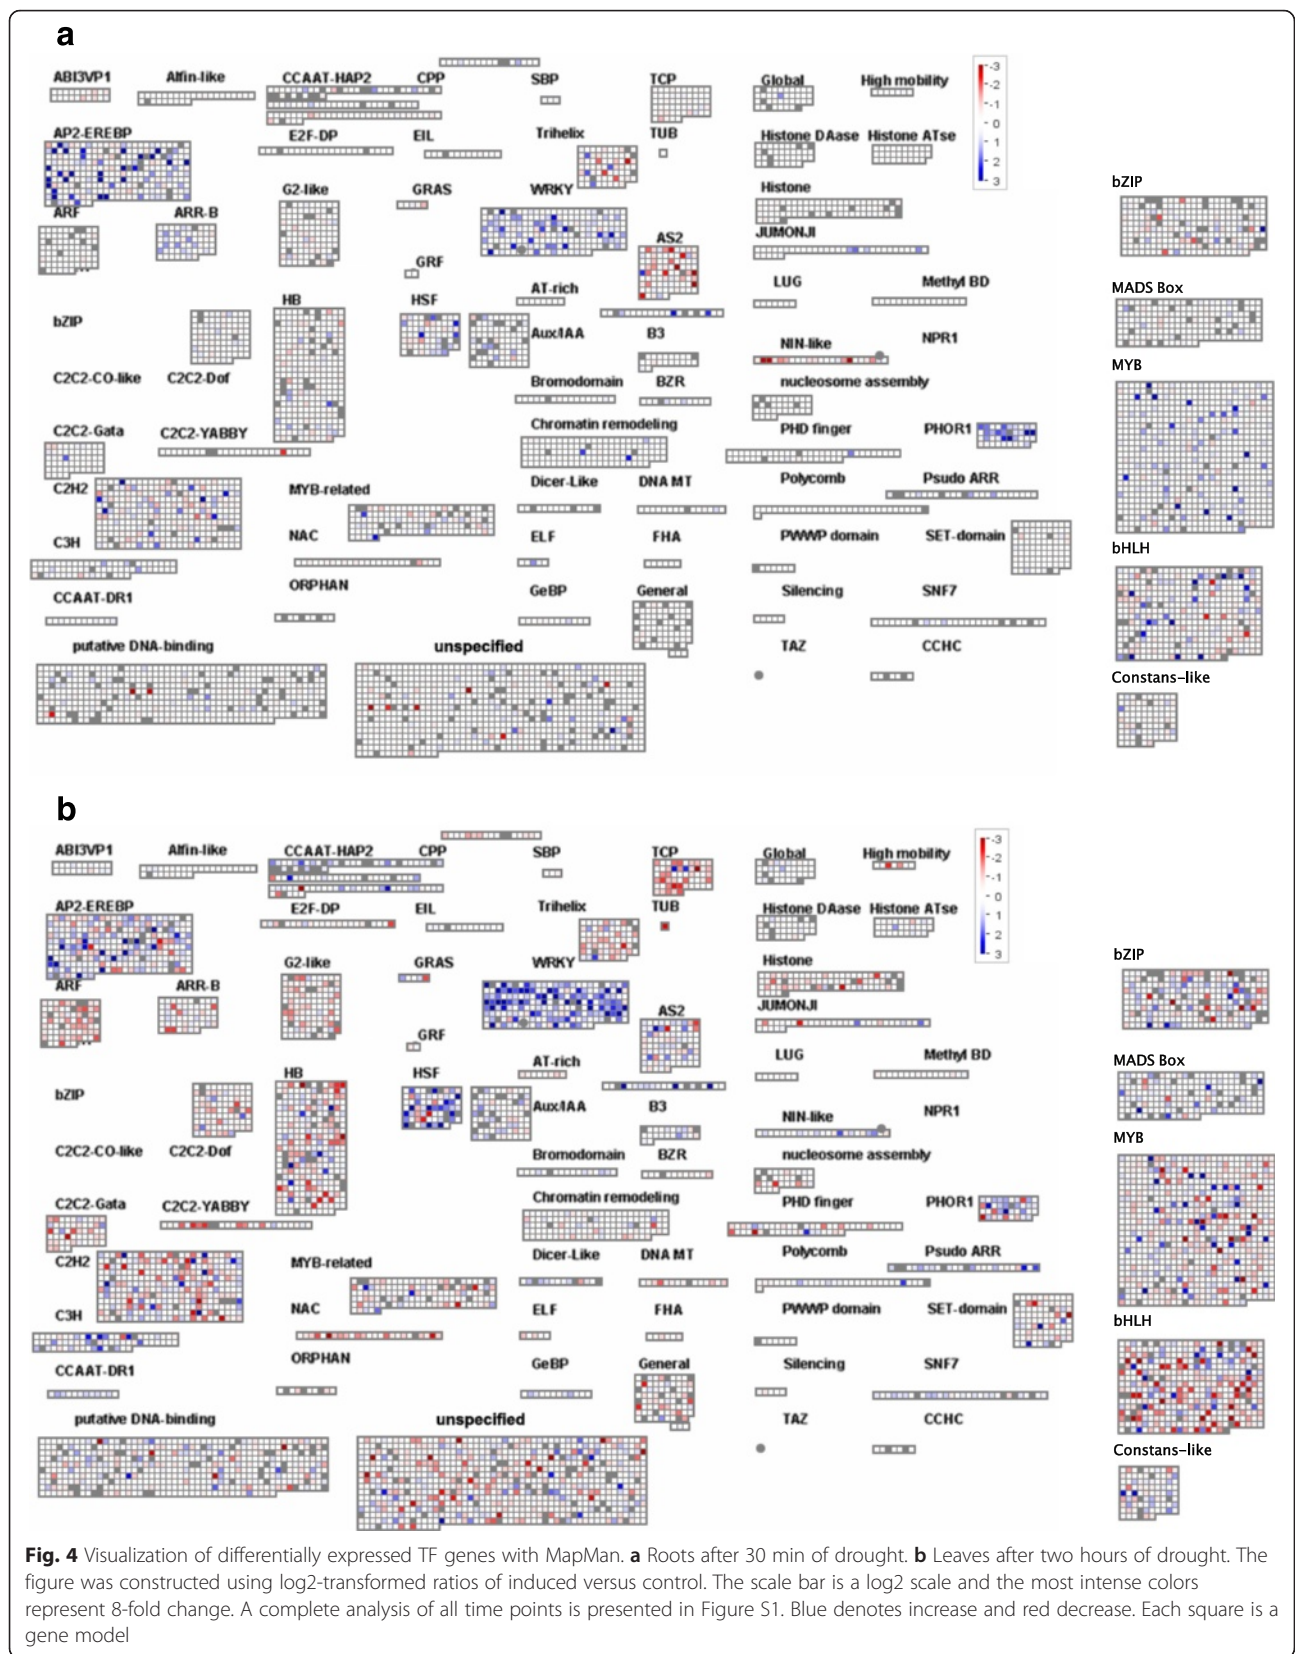 a
ABI3VP1 Alfin-like CCAAT-HAP2 CPP SBP TCP Global High mobility
-3
-2
-1
0
1
2
3
AP2-EREBP E2F-DP EIL Trihelix TUB Histone DAase Histone ATse
G2-like GRAS WRKY Histone bZIP
ARF ARR-B AS2 JUMONJI
GRF
AT-rich LUG Methyl BD MADS Box
bZIP HB HSF Aux/IAA B3 NIN-like NPR1
C2C2-CO-like C2C2-Dof Bromodomain BZR nucleosome assembly MYB
C2C2-Gata C2C2-YABBY Chromatin remodeling PHD finger PHOR1
C2H2 MYB-related Dicer-Like DNA MT Polycomb Psudo ARR
C3H NAC ELF FHA PWWP domain SET-domain bHLH
CCAAT-DR1 ORPHAN GeBP General Silencing SNF7
putative DNA-binding unspecified TAZ CCHC
Constans-like
b
ABI3VP1 Alfin-like CCAAT-HAP2 CPP SBP TCP Global High mobility
-3
-2
-1
0
1
2
3
AP2-EREBP E2F-DP EIL Trihelix TUB Histone DAase Histone ATse
G2-like GRAS WRKY Histone bZIP
ARF ARR-B AS2 JUMONJI
GRF
AT-rich LUG Methyl BD MADS Box
bZIP HB HSF Aux/IAA B3 NIN-like NPR1
C2C2-CO-like C2C2-Dof Bromodomain BZR nucleosome assembly MYB
C2C2-Gata C2C2-YABBY Chromatin remodeling PHD finger PHOR1
C2H2 MYB-related Dicer-Like DNA MT Polycomb Psudo ARR
C3H NAC ELF FHA PWWP domain SET-domain bHLH
CCAAT-DR1 ORPHAN GeBP General Silencing SNF7
putative DNA-binding unspecified TAZ CCHC
Constans-like
Fig. 4 Visualization of differentially expressed TF genes with MapMan. a Roots after 30 min of drought. b Leaves after two hours of drought. The
figure was constructed using log2-transformed ratios of induced versus control. The scale bar is a log2 scale and the most intense colors
represent 8-fold change. A complete analysis of all time points is presented in Figure S1. Blue denotes increase and red decrease. Each square is a
gene model